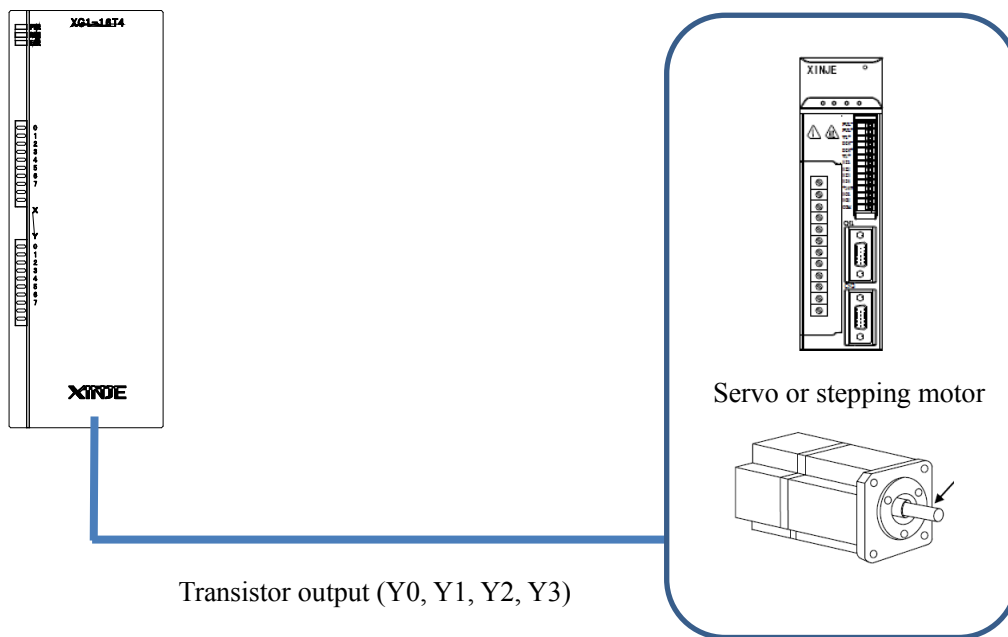 XG1-16T4
0
1
2
3
4
5
6
7
X
Y
0
1
2
3
4
5
6
7
XINJE
XINJE
Servo or stepping motor
Transistor output (Y0, Y1, Y2, Y3)